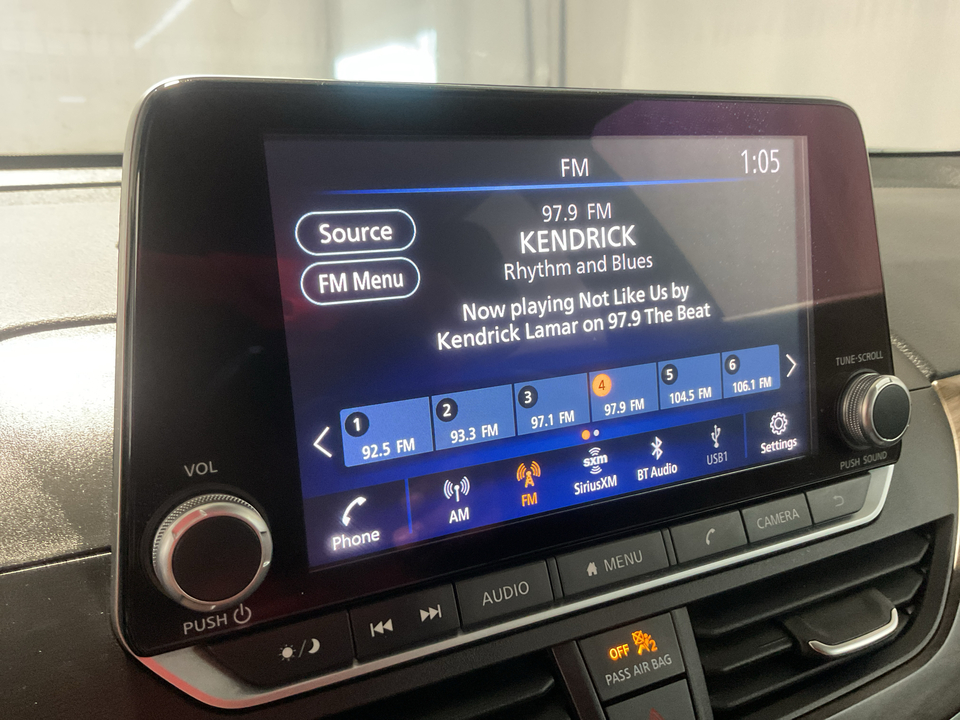 FM
1:05
Source
FM Menu
97.9 FM
KENDRICK
Rhythm and Blues
Now playing Not Like Us by
Kendrick Lamar on 97.9 The Beat
1
92.5 FM
2
93.3 FM
3
97.1 FM
4
97.9 FM
5
104.5 FM
6
106.1 FM
Phone
AM
FM
sxm
SiriusXM
BT Audio
USB1
Settings
VOL
PUSH
TUNE·SCROLL
PUSH SOUND
AUDIO
MENU
CAMERA
OFF
2
PASS AIR BAG